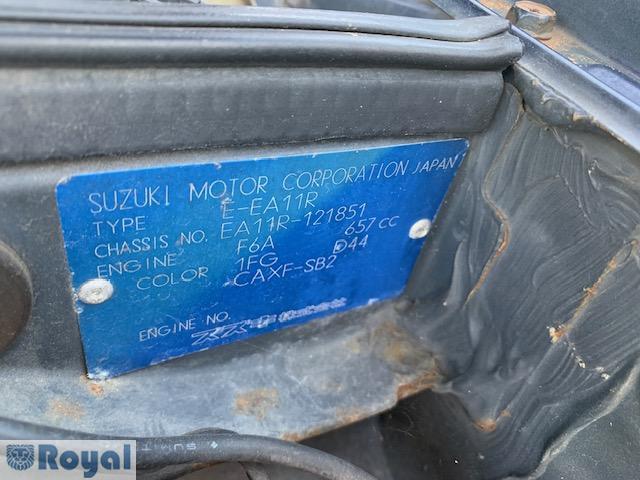 SUZUKI MOTOR CORPORATION JAPAN
TYPE E-EA11R
CHASSIS NO. EA11R-121851
ENGINE F6A 657 CC
COLOR 1FG D44
CAXF-SB2
ENGINE NO.
SUMIT
Royal